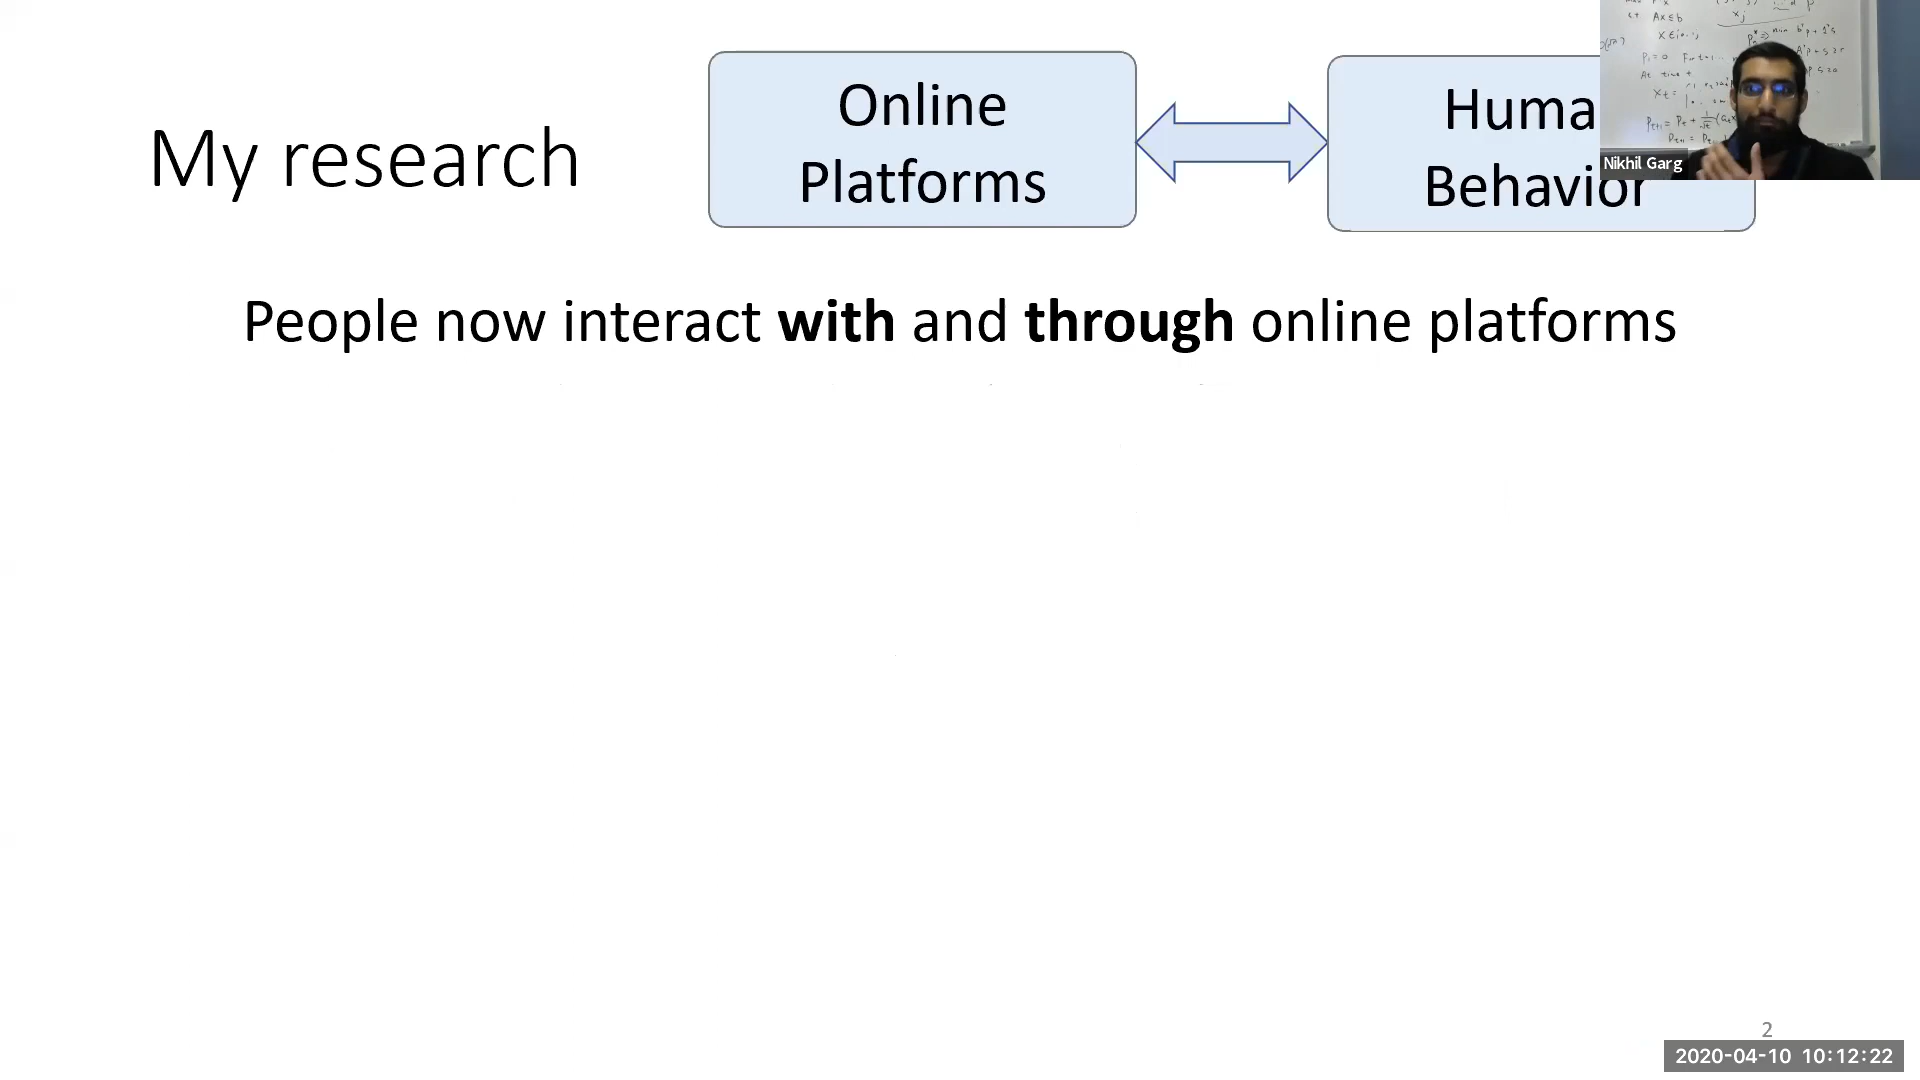 My research
Online
Platforms
Huma
Behavior
Nikhil Garg
People now interact with and through online platforms
2
2020-04-10 10:12:22